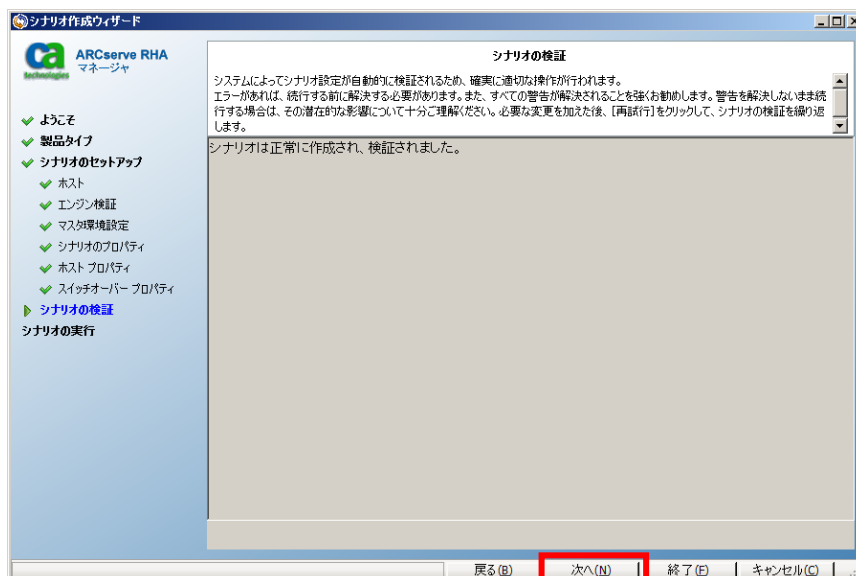 シナリオ作成ウィザード
ca
technologies
ARCserve RHA
マネージャ
ようこそ
製品タイプ
シナリオのセットアップ
ホスト
エンジン検証
マスタ環境設定
シナリオのプロパティ
ホスト プロパティ
スイッチオーバー プロパティ
シナリオの検証
シナリオの実行
シナリオの検証
システムによってシナリオ設定が自動的に検証されるため、確実に適切な操作が行われます。
エラーがあれば、続行する前に解決する必要があります。また、すべての警告が解決されることを強くお勧めします。警告を解決しないまま続
行する場合は、その潜在的な影響について十分ご理解ください。必要な変更を加えた後、[再試行]をクリックして、シナリオの検証を繰り返
します。
シナリオは正常に作成され、検証されました。
戻る(B)
次へ(N)
終了(F)
キャンセル(C)